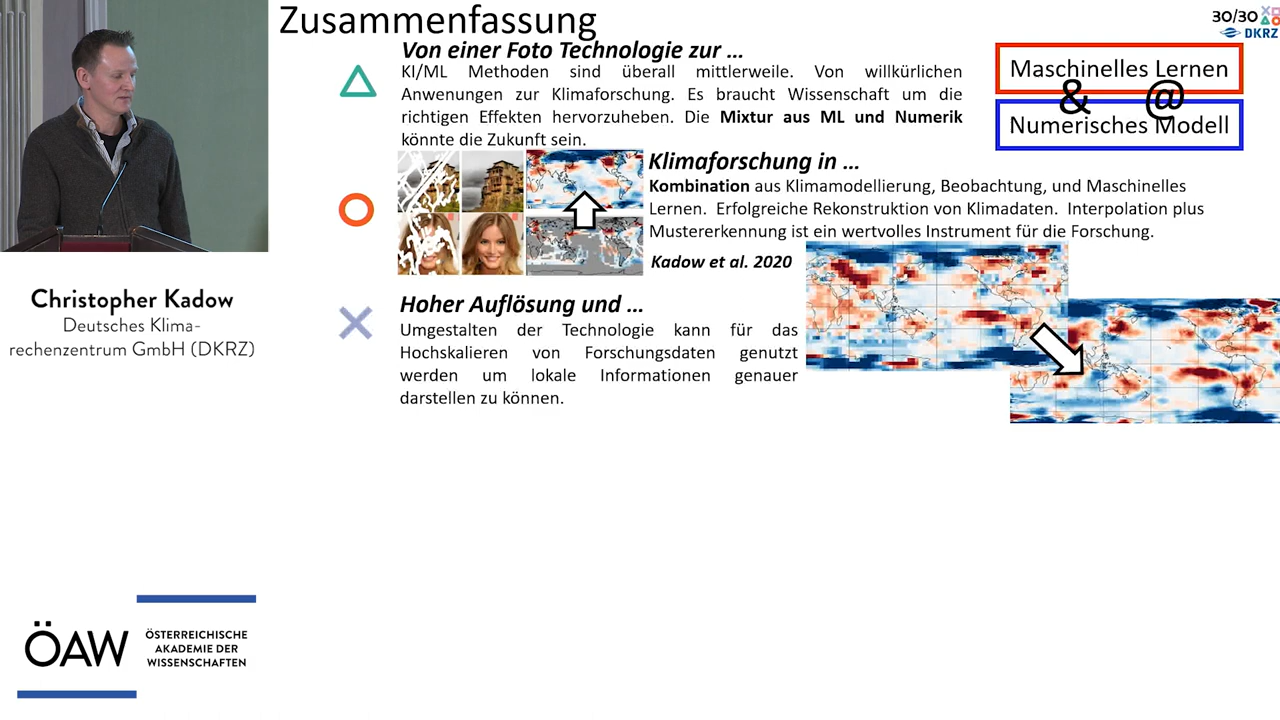 Zusammenfassung
30/30
DKRZ
Von einer Foto Technologie zur …
KI/ML Methoden sind überall mittlerweile. Von willkürlichen
Anwenungen zur Klimaforschung. Es braucht Wissenschaft um die
richtigen Effekten hervorzuheben. Die Mixtur aus ML und Numerik
könnte die Zukunft sein.
Maschinelles Lernen
& @
Numerisches Modell
Klimaforschung in …
Kombination aus Klimamodellierung, Beobachtung, und Maschinelles
Lernen. Erfolgreiche Rekonstruktion von Klimadaten. Interpolation plus
Mustererkennung ist ein wertvolles Instrument für die Forschung.
Kadow et al. 2020
Hoher Auflösung und …
Umgestalten der Technologie kann für das
Hochskalieren von Forschungsdaten genutzt
werden um lokale Informationen genauer
darstellen zu können.
Christopher Kadow
Deutsches Klima-
rechenzentrum GmbH (DKRZ)
ÖAW
ÖSTERREICHISCHE
AKADEMIE DER
WISSENSCHAFTEN